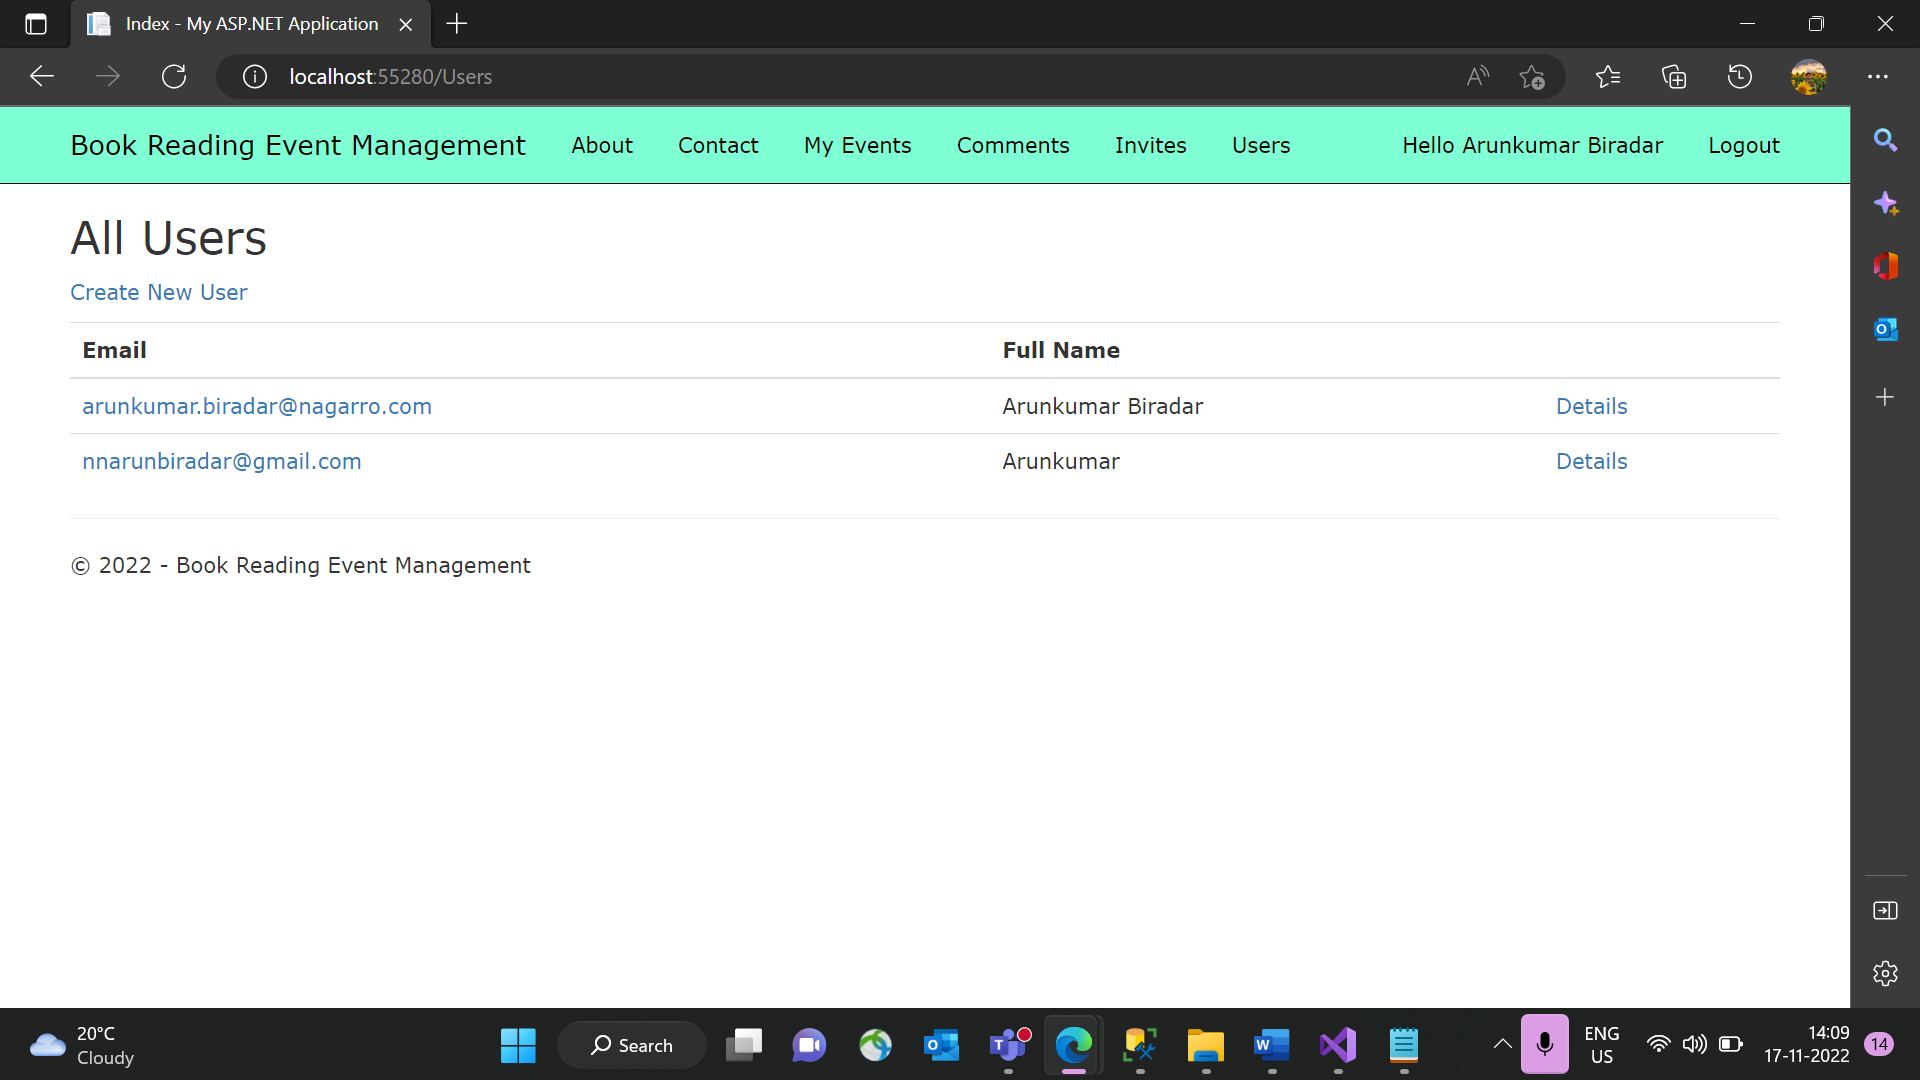 Index - My ASP.NET Application
localhost:55280/Users
Book Reading Event Management About Contact My Events Comments Invites Users Hello Arunkumar Biradar Logout
All Users
Create New User
Email Full Name
arunkumar.biradar@nagarro.com Arunkumar Biradar Details
nnarunbiradar@gmail.com Arunkumar Details
© 2022 - Book Reading Event Management
20°C
Cloudy
Search
ENG
US
14:09
17-11-2022
14